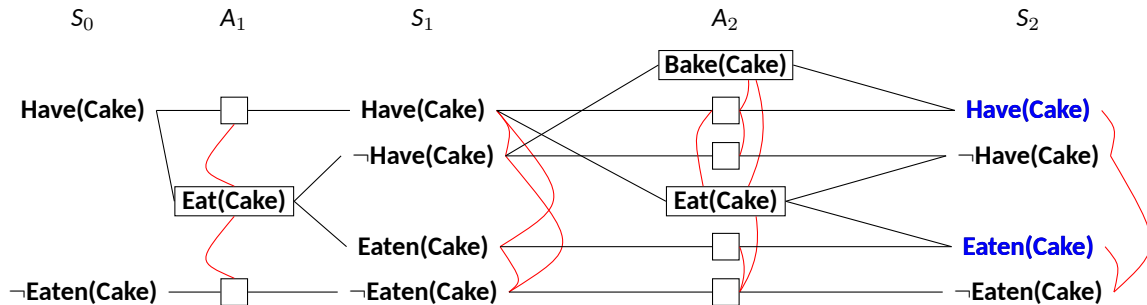 S₀ A₁ S₁ A₂ S₂
Bake(Cake)
Have(Cake) Have(Cake) Have(Cake)
¬Have(Cake) ¬Have(Cake)
Eat(Cake) Eat(Cake)
Eaten(Cake) Eaten(Cake)
¬Eaten(Cake) ¬Eaten(Cake) ¬Eaten(Cake)